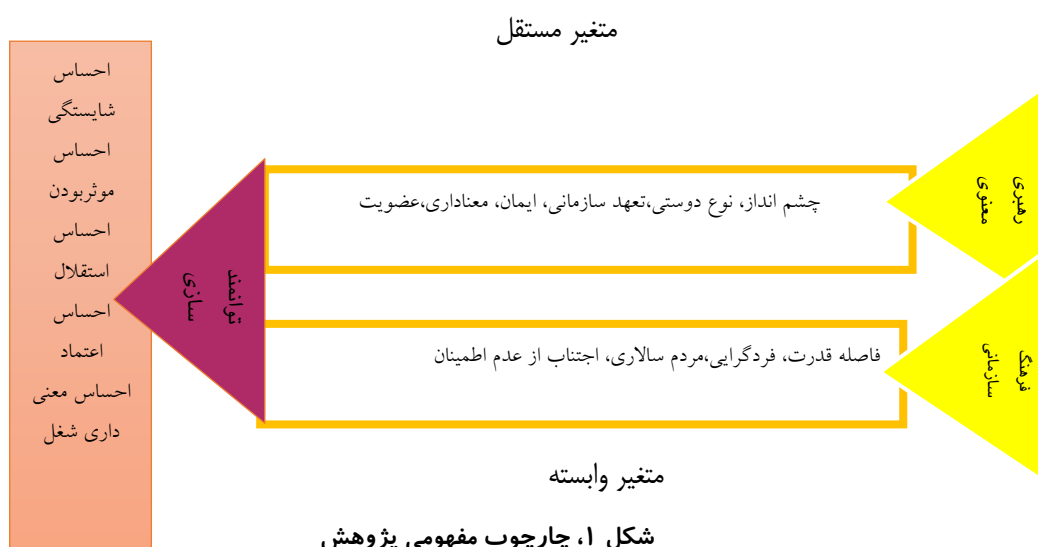 متغیر مستقل
رهبری
معنوی
چشم انداز، نوع دوستی،تعهد سازمانی، ایمان، معناداری،عضویت
فرهنگ
سازمانی
فاصله قدرت، فردگرایی،مردم سالاری، اجتناب از عدم اطمینان
توانمند
سازی
احساس
شایستگی
احساس
موثربودن
احساس
استقلال
احساس
اعتماد
احساس معنی
داری شغل
متغیر وابسته
شکل ۱، چارچوب مفهومی پژوهش